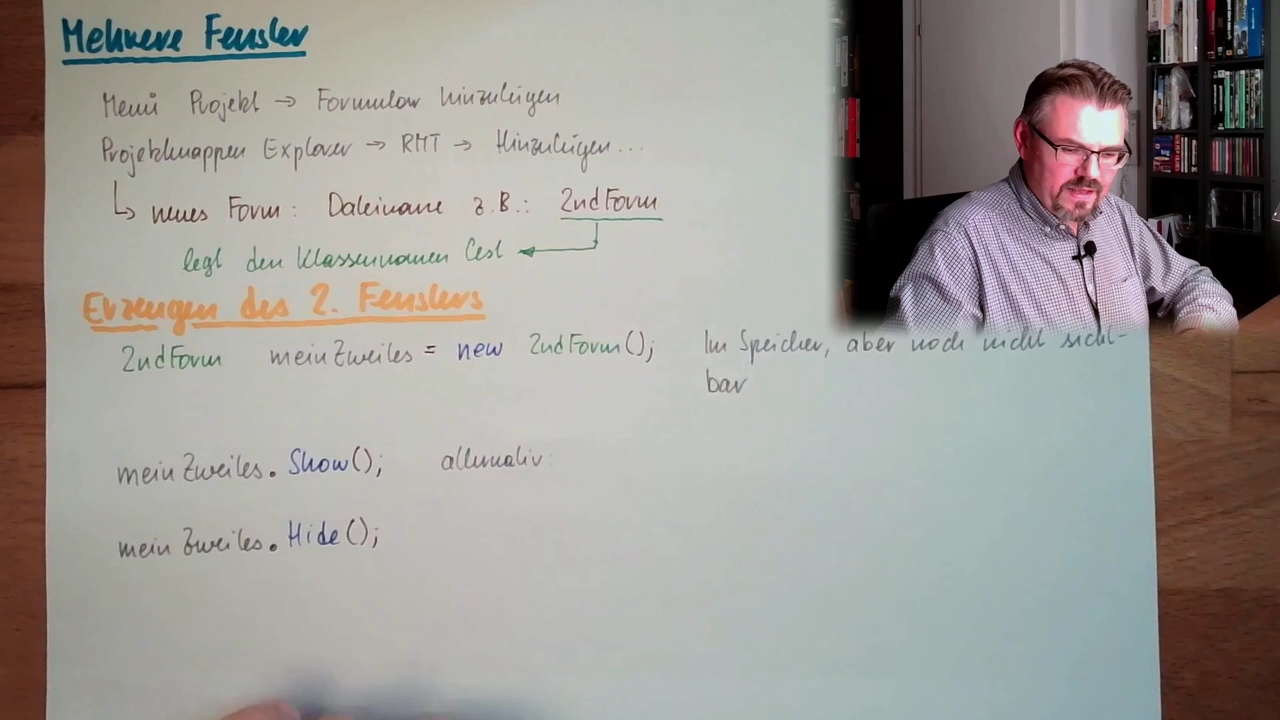 Mehrere Fenster
Menü Projekt → Formular hinzufügen
Projektmappen Explorer → RMT → Hinzufügen...
↳ neues Form: Dateiname z.B.: 2ndForm
legt den Klassennamen fest
Erzeugen des 2. Fensters
2ndForm meinZweites = new 2ndForm(); Im Speicher, aber noch nicht sicht-
bar
meinZweites.Show(); alternativ:
meinZweites.Hide();